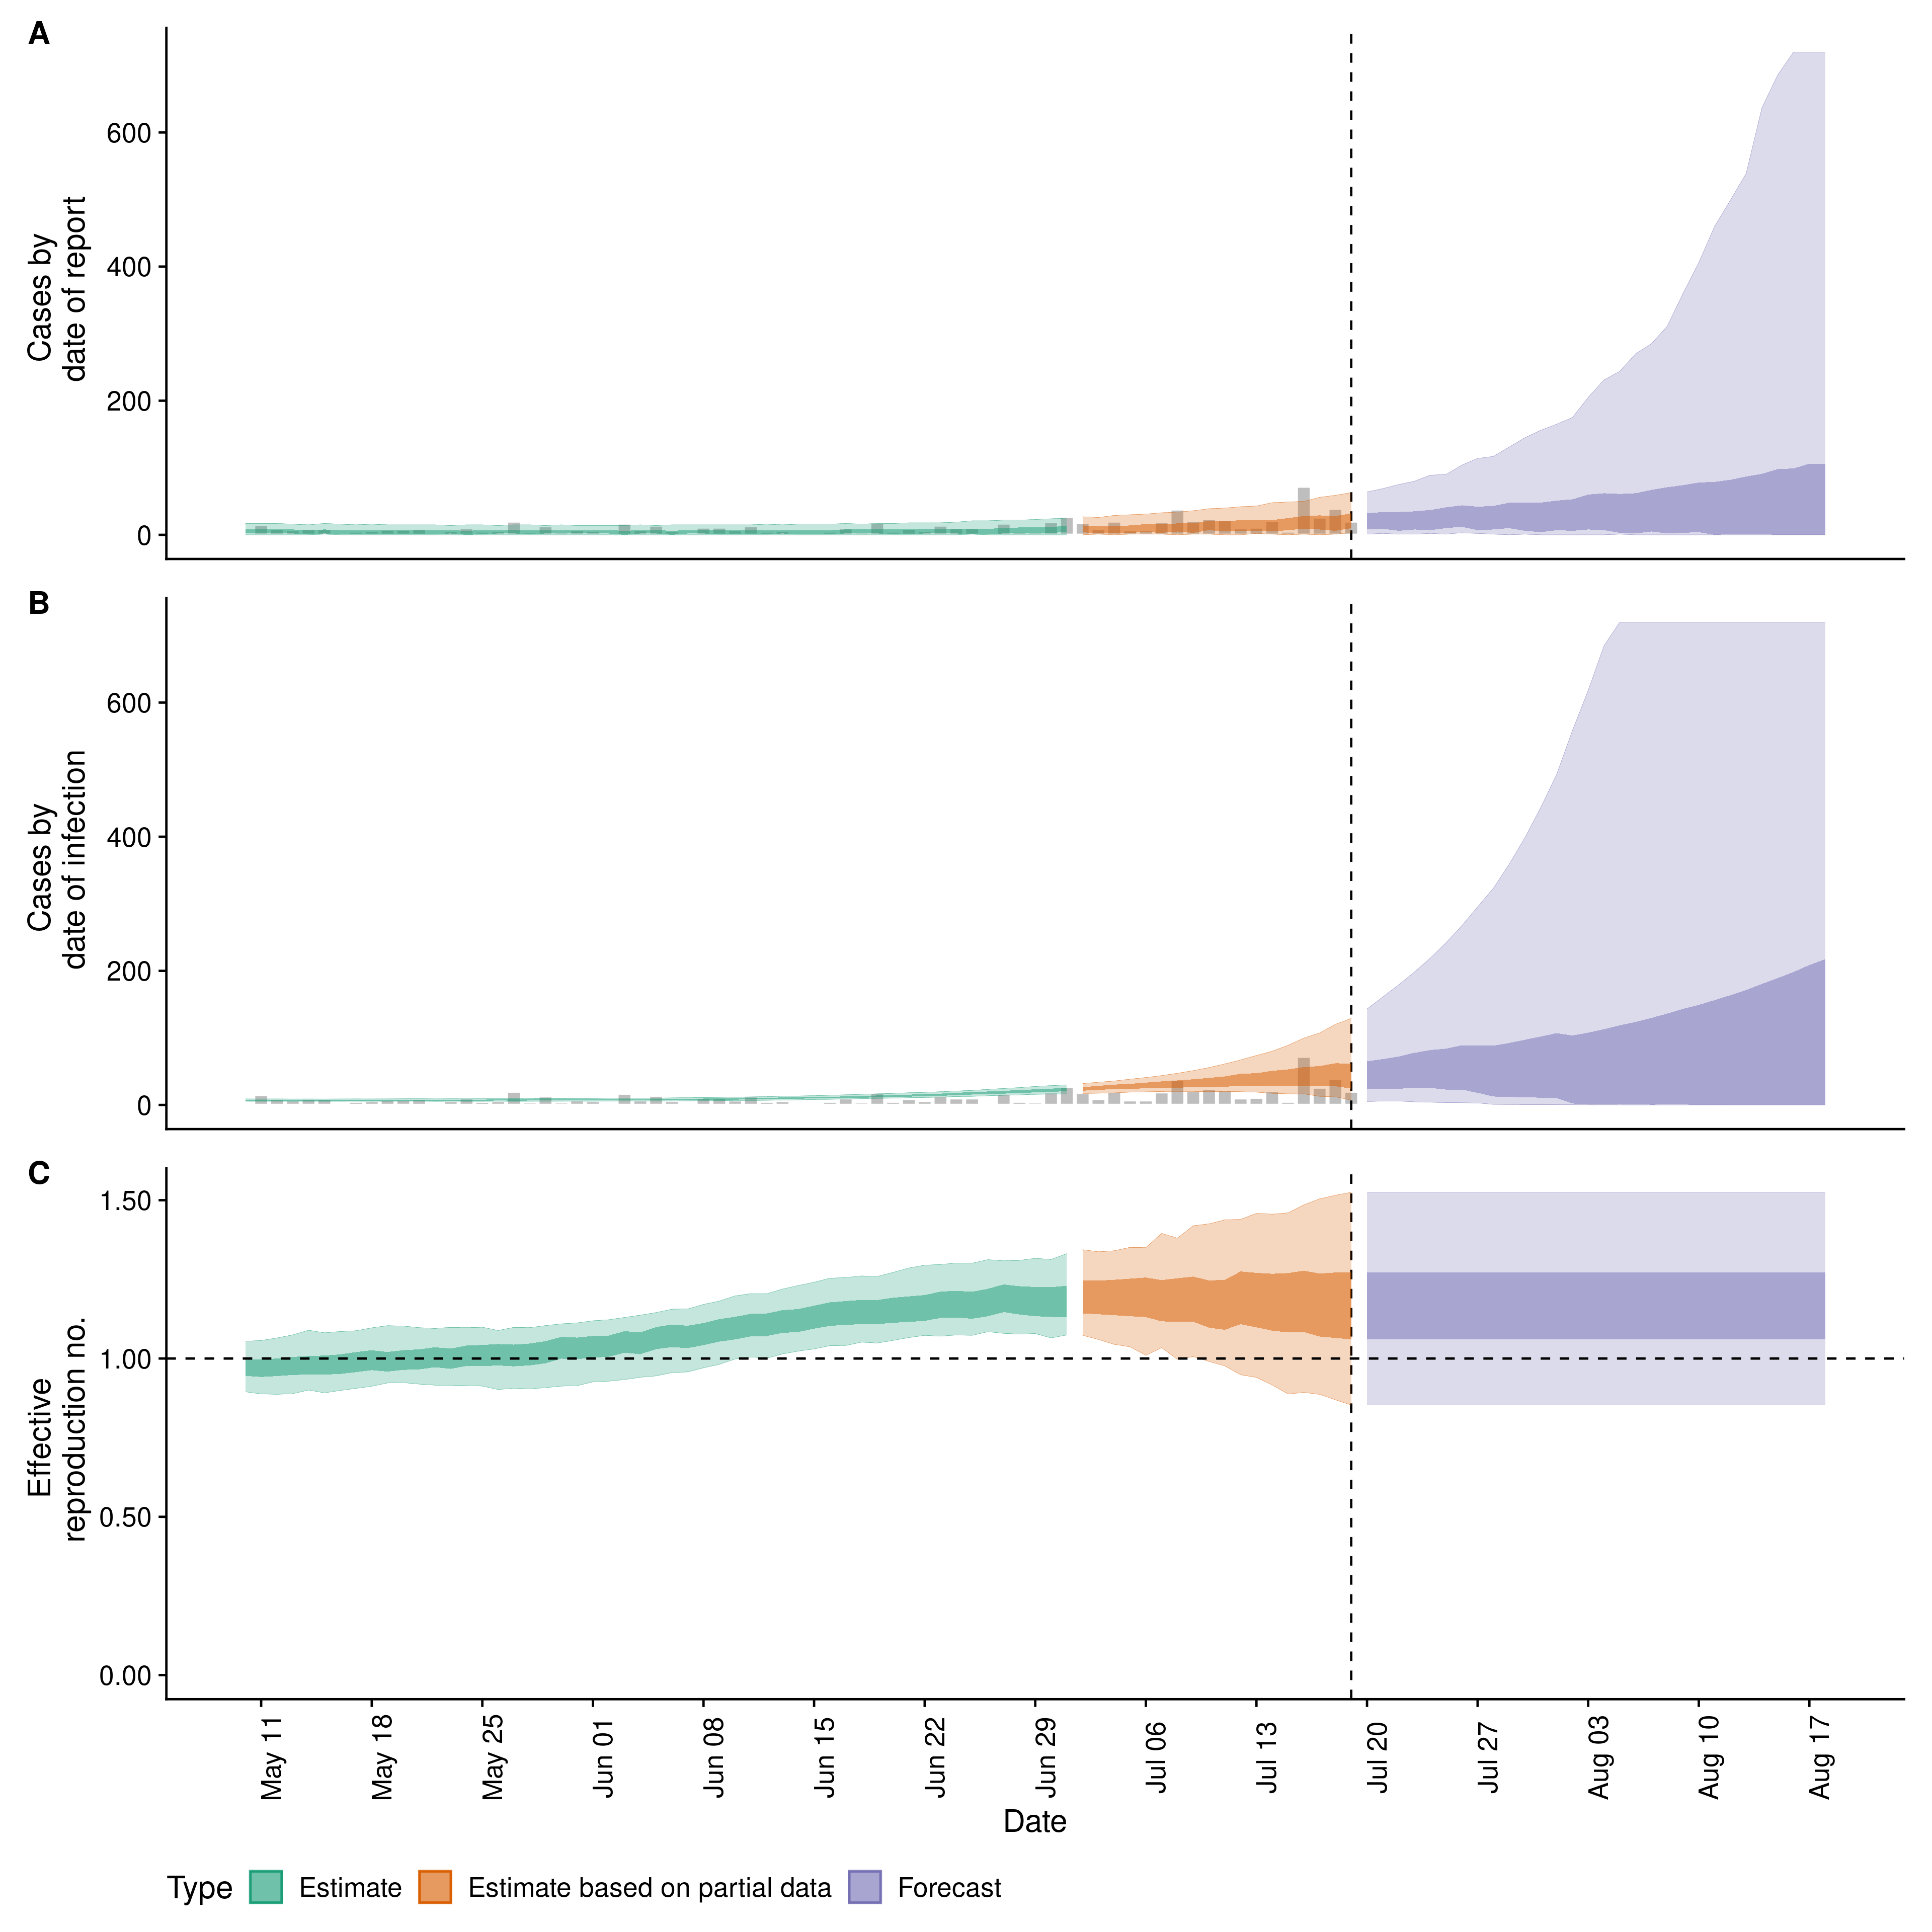 A
Cases by
date of report
600
400
200
0
B
Cases by
date of infection
600
400
200
0
C
Effective
reproduction no.
1.50
1.00
0.50
0.00
May 11
May 18
May 25
Jun 01
Jun 08
Jun 15
Jun 22
Jun 29
Jul 06
Jul 13
Jul 20
Jul 27
Aug 03
Aug 10
Aug 17
Date
Type Estimate Estimate based on partial data Forecast